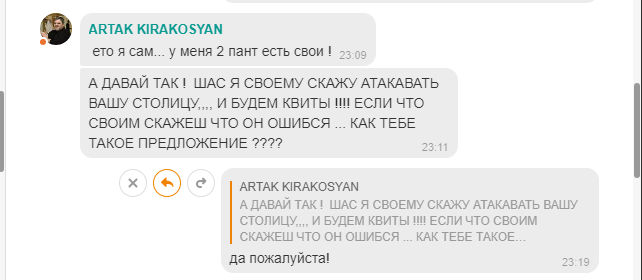 ARTAK KIRAKOSYAN
ето я сам... у меня 2 пант есть свои !
23:09
А ДАВАЙ ТАК ! ШАС Я СВОЕМУ СКАЖУ АТАКАВАТЬ
ВАШУ СТОЛИЦУ,,,, И БУДЕМ КВИТЫ !!!! ЕСЛИ ЧТО
СВОИМ СКАЖЕШ ЧТО ОН ОШИБСЯ ... КАК ТЕБЕ
ТАКОЕ ПРЕДЛОЖЕНИЕ ????
23:11
ARTAK KIRAKOSYAN
А ДАВАЙ ТАК ! ШАС Я СВОЕМУ СКАЖУ АТАКАВАТЬ ВАШУ
СТОЛИЦУ,,,, И БУДЕМ КВИТЫ !!!! ЕСЛИ ЧТО СВОИМ
СКАЖЕШ ЧТО ОН ОШИБСЯ ... КАК ТЕБЕ ТАКОЕ...
да пожалуйста!
23:19